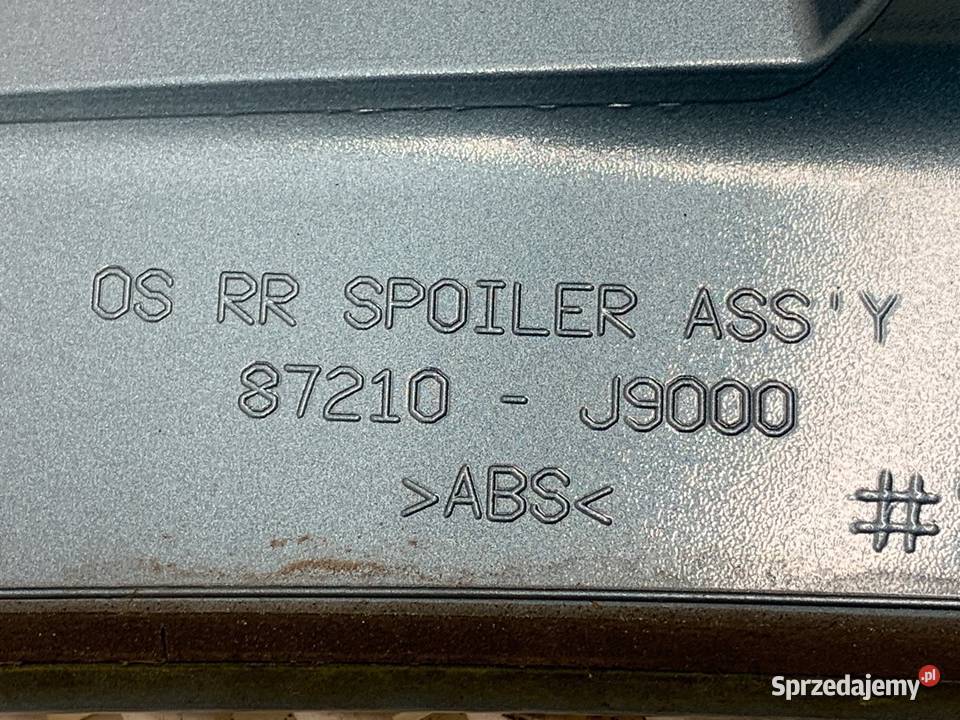 OS RR SPOILER ASS'Y
87210 - J9000
>ABS<
#
Sprzedajemy.pl